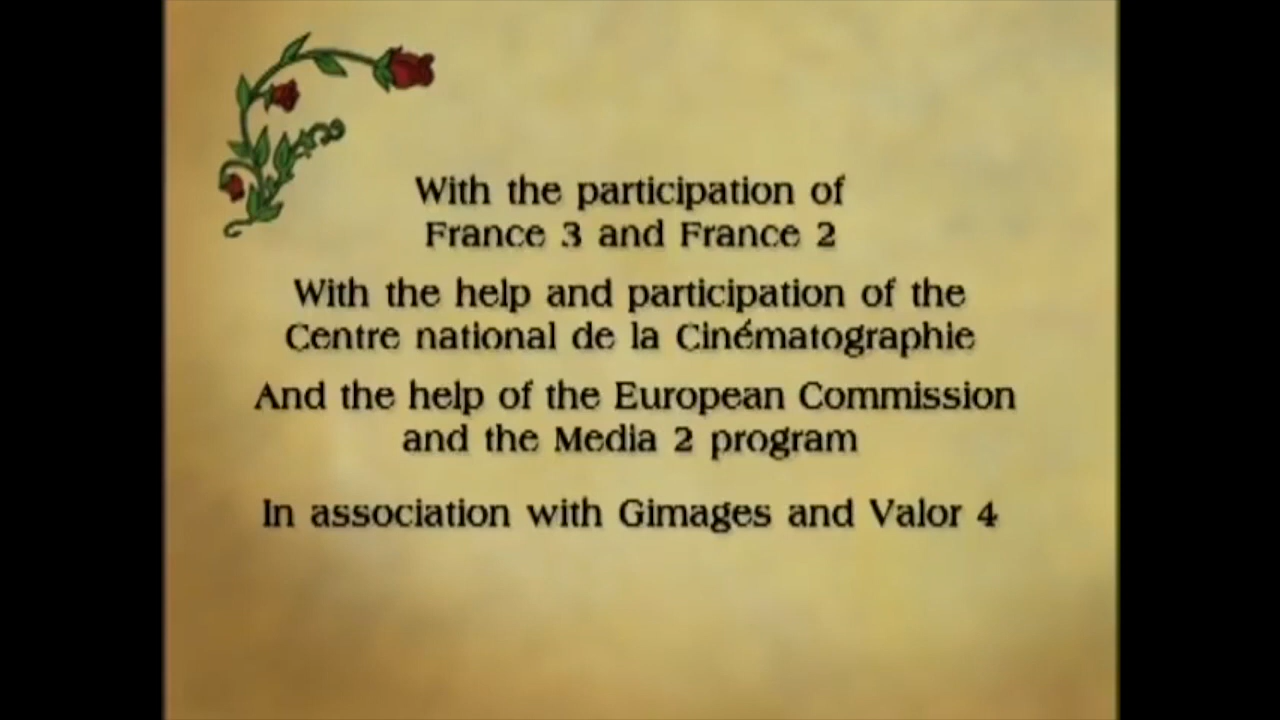 With the participation of
France 3 and France 2
With the help and participation of the
Centre national de la Cinématographie
And the help of the European Commission
and the Media 2 program
In association with Gimages and Valor 4